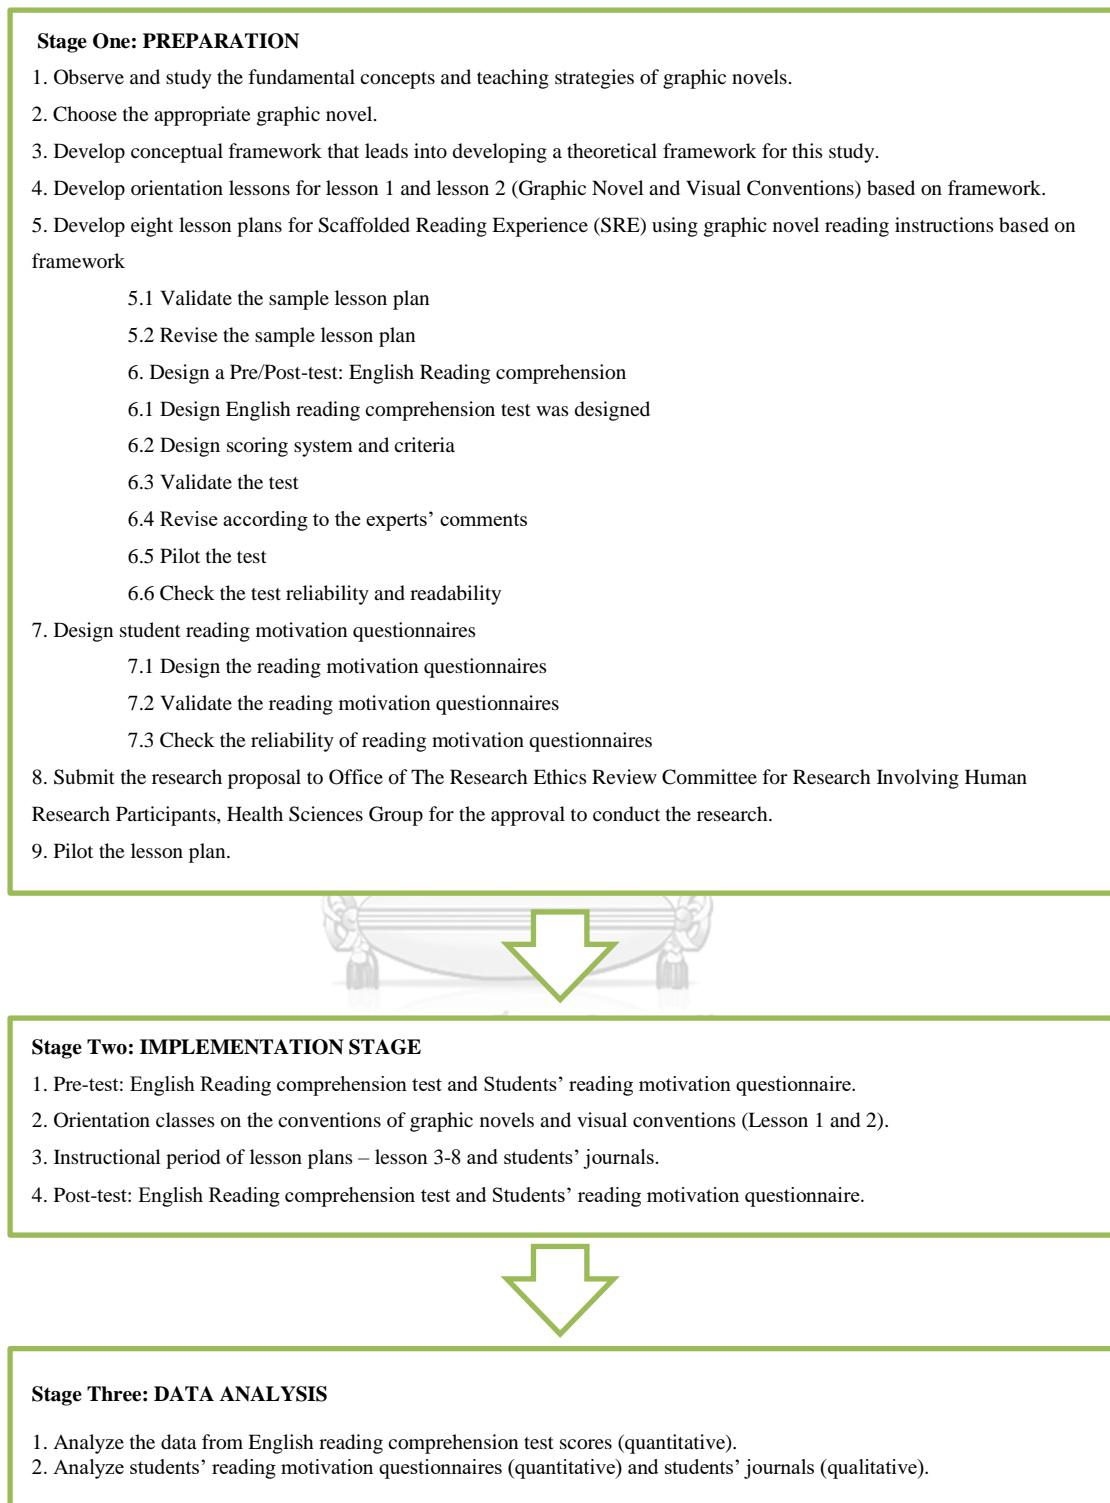 Stage One: PREPARATION
1. Observe and study the fundamental concepts and teaching strategies of graphic novels.
2. Choose the appropriate graphic novel.
3. Develop conceptual framework that leads into developing a theoretical framework for this study.
4. Develop orientation lessons for lesson 1 and lesson 2 (Graphic Novel and Visual Conventions) based on framework.
5. Develop eight lesson plans for Scaffolded Reading Experience (SRE) using graphic novel reading instructions based on
framework
5.1 Validate the sample lesson plan
5.2 Revise the sample lesson plan
6. Design a Pre/Post-test: English Reading comprehension
6.1 Design English reading comprehension test was designed
6.2 Design scoring system and criteria
6.3 Validate the test
6.4 Revise according to the experts’ comments
6.5 Pilot the test
6.6 Check the test reliability and readability
7. Design student reading motivation questionnaires
7.1 Design the reading motivation questionnaires
7.2 Validate the reading motivation questionnaires
7.3 Check the reliability of reading motivation questionnaires
8. Submit the research proposal to Office of The Research Ethics Review Committee for Research Involving Human
Research Participants, Health Sciences Group for the approval to conduct the research.
9. Pilot the lesson plan.
Stage Two: IMPLEMENTATION STAGE
1. Pre-test: English Reading comprehension test and Students’ reading motivation questionnaire.
2. Orientation classes on the conventions of graphic novels and visual conventions (Lesson 1 and 2).
3. Instructional period of lesson plans – lesson 3-8 and students’ journals.
4. Post-test: English Reading comprehension test and Students’ reading motivation questionnaire.
Stage Three: DATA ANALYSIS
1. Analyze the data from English reading comprehension test scores (quantitative).
2. Analyze students’ reading motivation questionnaires (quantitative) and students’ journals (qualitative).